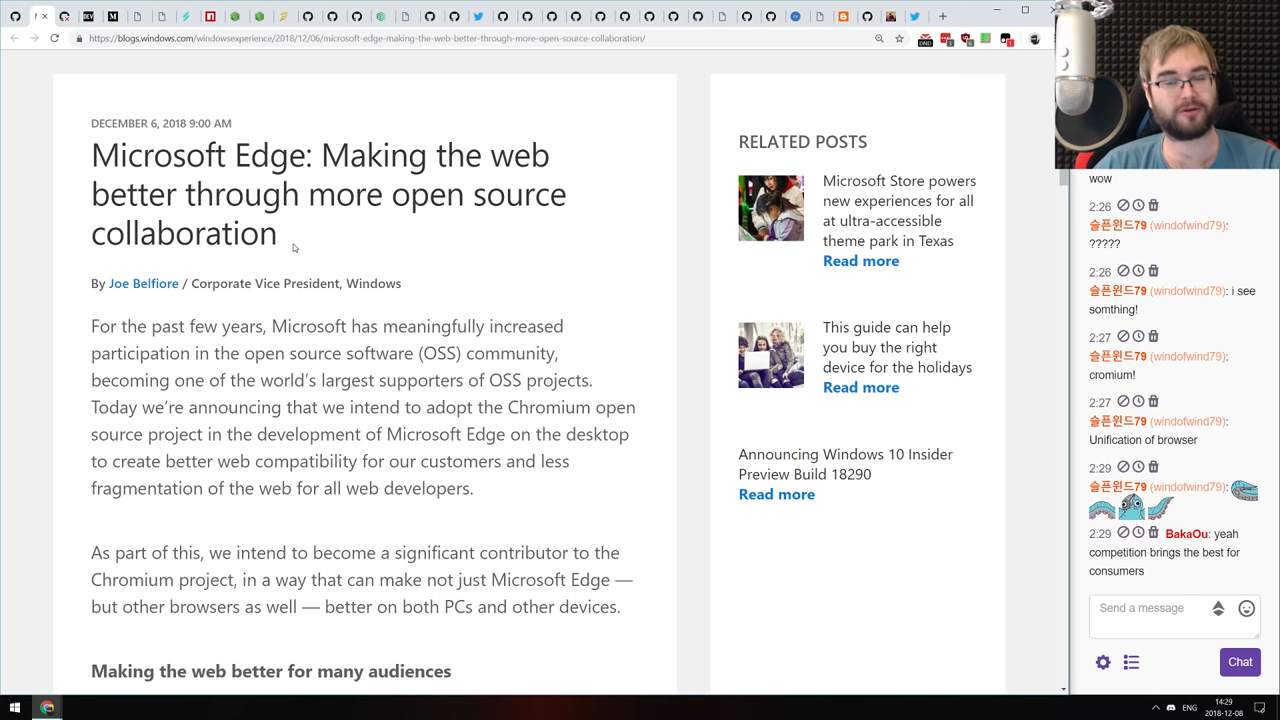 https://blogs.windows.com/windowsexperience/2018/12/06/microsoft-edge-making-the-web-better-through-more-open-source-collaboration/
DECEMBER 6, 2018 9:00 AM
Microsoft Edge: Making the web
better through more open source
collaboration
By Joe Belfiore / Corporate Vice President, Windows
For the past few years, Microsoft has meaningfully increased
participation in the open source software (OSS) community,
becoming one of the world’s largest supporters of OSS projects.
Today we’re announcing that we intend to adopt the Chromium open
source project in the development of Microsoft Edge on the desktop
to create better web compatibility for our customers and less
fragmentation of the web for all web developers.
As part of this, we intend to become a significant contributor to the
Chromium project, in a way that can make not just Microsoft Edge —
but other browsers as well — better on both PCs and other devices.
Making the web better for many audiences
RELATED POSTS
Microsoft Store powers
new experiences for all
at ultra-accessible
theme park in Texas
Read more
This guide can help
you buy the right
device for the holidays
Read more
Announcing Windows 10 Insider
Preview Build 18290
Read more
wow
2:26
슬픈윈드79 (windofwind79):
?????
2:26
슬픈윈드79 (windofwind79): i see
somthing!
2:27
슬픈윈드79 (windofwind79):
cromium!
2:27
슬픈윈드79 (windofwind79):
Unification of browser
2:29
슬픈윈드79 (windofwind79):
2:29 BakaOu: yeah
competition brings the best for
consumers
Send a message
Chat
ENG
14:29
2018-12-08